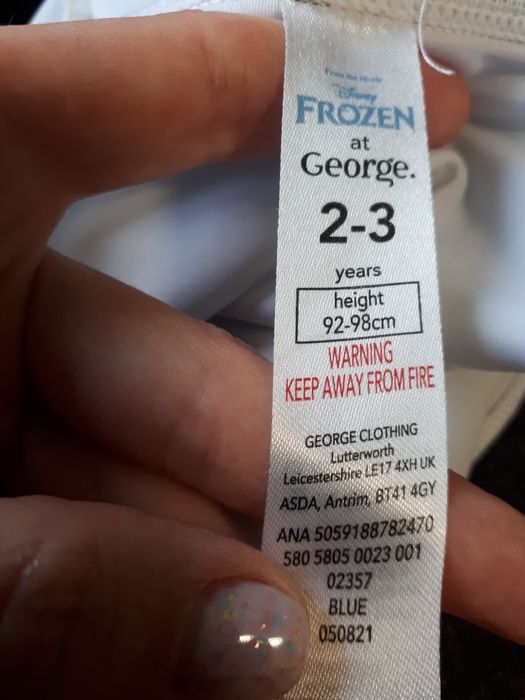 From the Movie
Disney
FROZEN
at
George.
2-3
years
height
92-98cm
WARNING
KEEP AWAY FROM FIRE
GEORGE CLOTHING
Lutterworth
Leicestershire LE17 4XH UK
ASDA, Antrim, BT41 4GY
ANA 5059188782470
580 5805 0023 001
02357
BLUE
050821